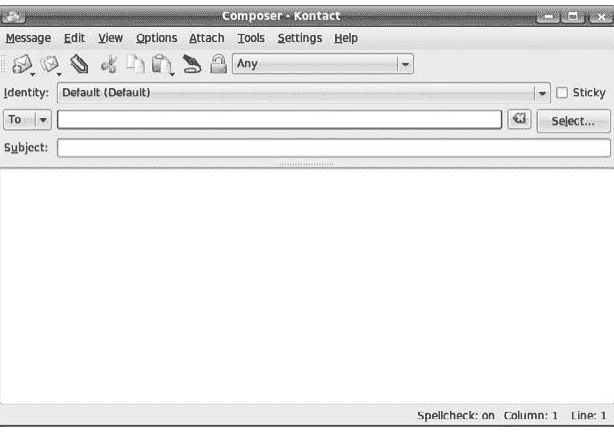 Composer - Kontact
Message Edit View Options Attach Tools Settings Help
Any
Identity: Default (Default) Sticky
To Select...
Subject:
Spellcheck: on Column: 1 Line: 1